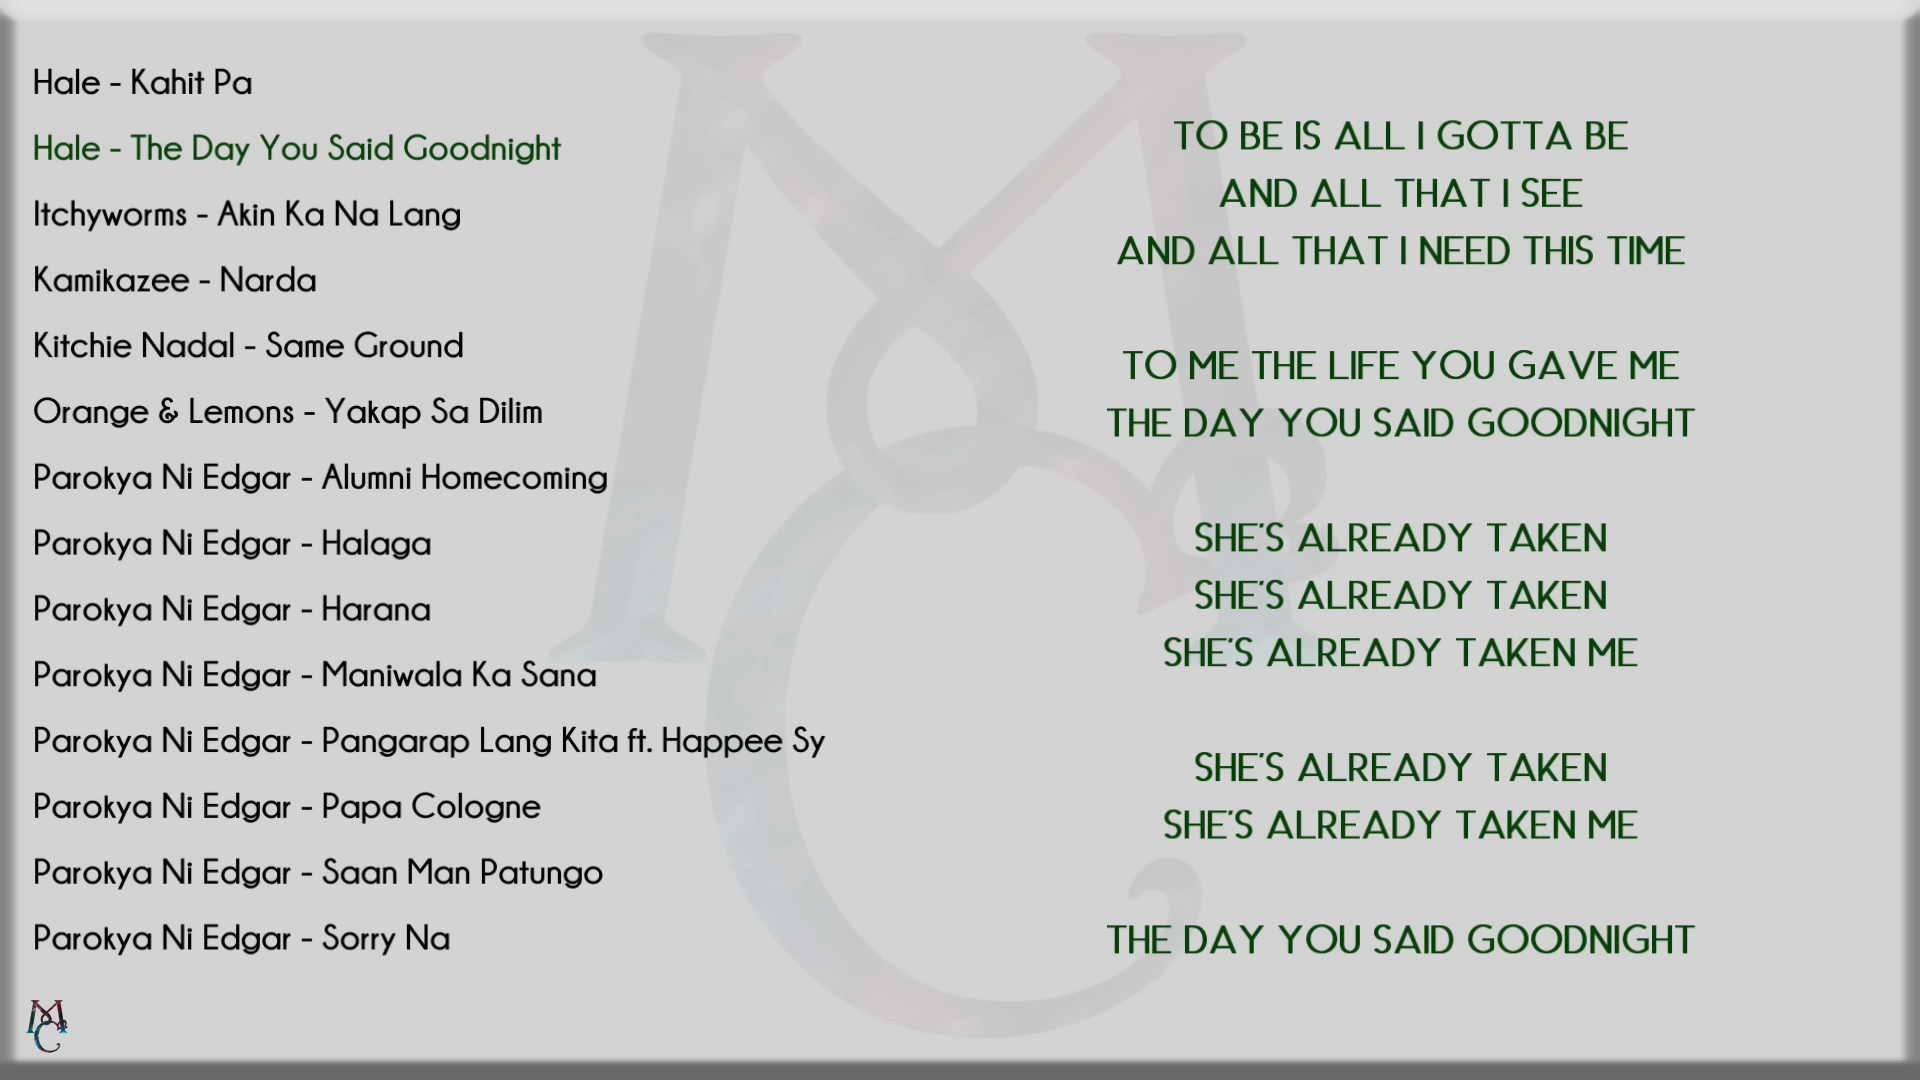 Hale - Kahit Pa
Hale - The Day You Said Goodnight
Itchyworms - Akin Ka Na Lang
Kamikazee - Narda
Kitchie Nadal - Same Ground
Orange & Lemons - Yakap Sa Dilim
Parokya Ni Edgar - Alumni Homecoming
Parokya Ni Edgar - Halaga
Parokya Ni Edgar - Harana
Parokya Ni Edgar - Maniwala Ka Sana
Parokya Ni Edgar - Pangarap Lang Kita ft. Happee Sy
Parokya Ni Edgar - Papa Cologne
Parokya Ni Edgar - Saan Man Patungo
Parokya Ni Edgar - Sorry Na
TO BE IS ALL I GOTTA BE
AND ALL THAT I SEE
AND ALL THAT I NEED THIS TIME
TO ME THE LIFE YOU GAVE ME
THE DAY YOU SAID GOODNIGHT
SHE'S ALREADY TAKEN
SHE'S ALREADY TAKEN
SHE'S ALREADY TAKEN ME
SHE'S ALREADY TAKEN
SHE'S ALREADY TAKEN ME
THE DAY YOU SAID GOODNIGHT
MC